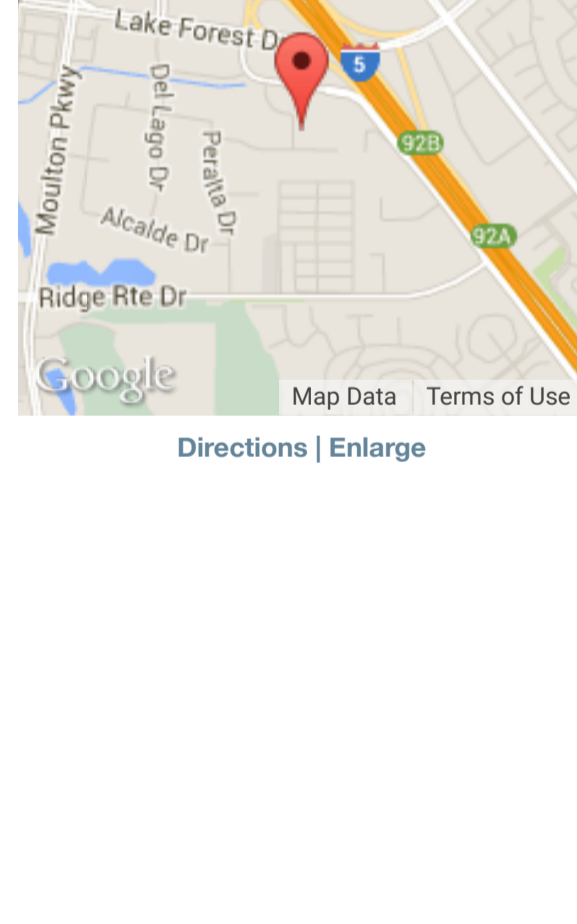 Lake Forest Dr
5
Moulton Pkwy
Del Lago Dr
Peralta Dr
92B
Alcalde Dr
92A
Ridge Rte Dr
Google
Map Data
Terms of Use
Directions | Enlarge